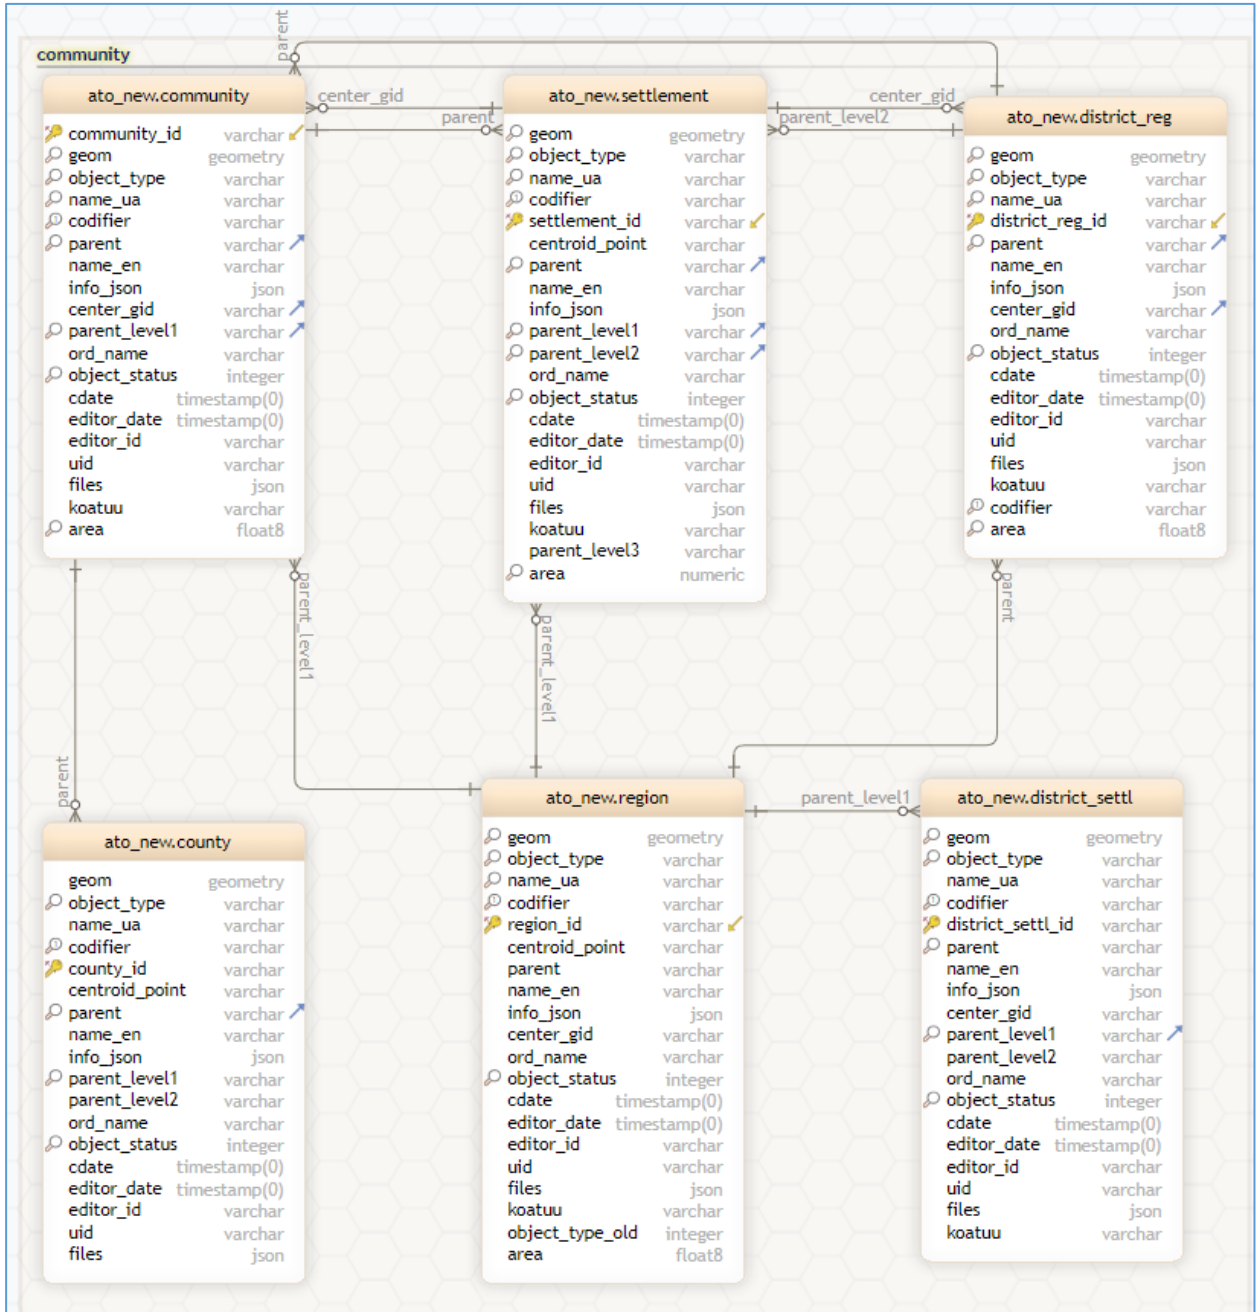 parent
community
ato_new.community
community_id varchar
geom geometry
object_type varchar
name_ua varchar
codifier varchar
parent varchar
name_en varchar
info_json json
center_gid varchar
parent_level1 varchar
ord_name varchar
object_status integer
cdate timestamp(0)
editor_date timestamp(0)
editor_id varchar
uid varchar
files json
koatuu varchar
area float8
center_gid
parent
ato_new.settlement
geom geometry
object_type varchar
name_ua varchar
codifier varchar
settlement_id varchar
centroid_point varchar
parent varchar
name_en varchar
info_json json
parent_level1 varchar
parent_level2 varchar
ord_name varchar
object_status integer
cdate timestamp(0)
editor_date timestamp(0)
editor_id varchar
uid varchar
files json
koatuu varchar
parent_level3 varchar
area numeric
center_gid
parent_level2
ato_new.district_reg
geom geometry
object_type varchar
name_ua varchar
district_reg_id varchar
parent varchar
name_en varchar
info_json json
center_gid varchar
ord_name varchar
object_status integer
cdate timestamp(0)
editor_date timestamp(0)
editor_id varchar
uid varchar
files json
koatuu varchar
codifier varchar
area float8
parent_level1
parent_level1
parent
parent
ato_new.county
geom geometry
object_type varchar
name_ua varchar
codifier varchar
county_id varchar
centroid_point varchar
parent varchar
name_en varchar
info_json json
parent_level1 varchar
parent_level2 varchar
ord_name varchar
object_status integer
cdate timestamp(0)
editor_date timestamp(0)
editor_id varchar
uid varchar
files json
ato_new.region
geom geometry
object_type varchar
name_ua varchar
codifier varchar
region_id varchar
centroid_point varchar
parent varchar
name_en varchar
info_json json
center_gid varchar
ord_name varchar
object_status integer
cdate timestamp(0)
editor_date timestamp(0)
editor_id varchar
uid varchar
files json
koatuu varchar
object_type_old integer
area float8
parent_level1
ato_new.district_settl
geom geometry
object_type varchar
name_ua varchar
codifier varchar
district_settl_id varchar
parent varchar
name_en varchar
info_json json
center_gid varchar
parent_level1 varchar
parent_level2 varchar
ord_name varchar
object_status integer
cdate timestamp(0)
editor_date timestamp(0)
editor_id varchar
uid varchar
files json
koatuu varchar